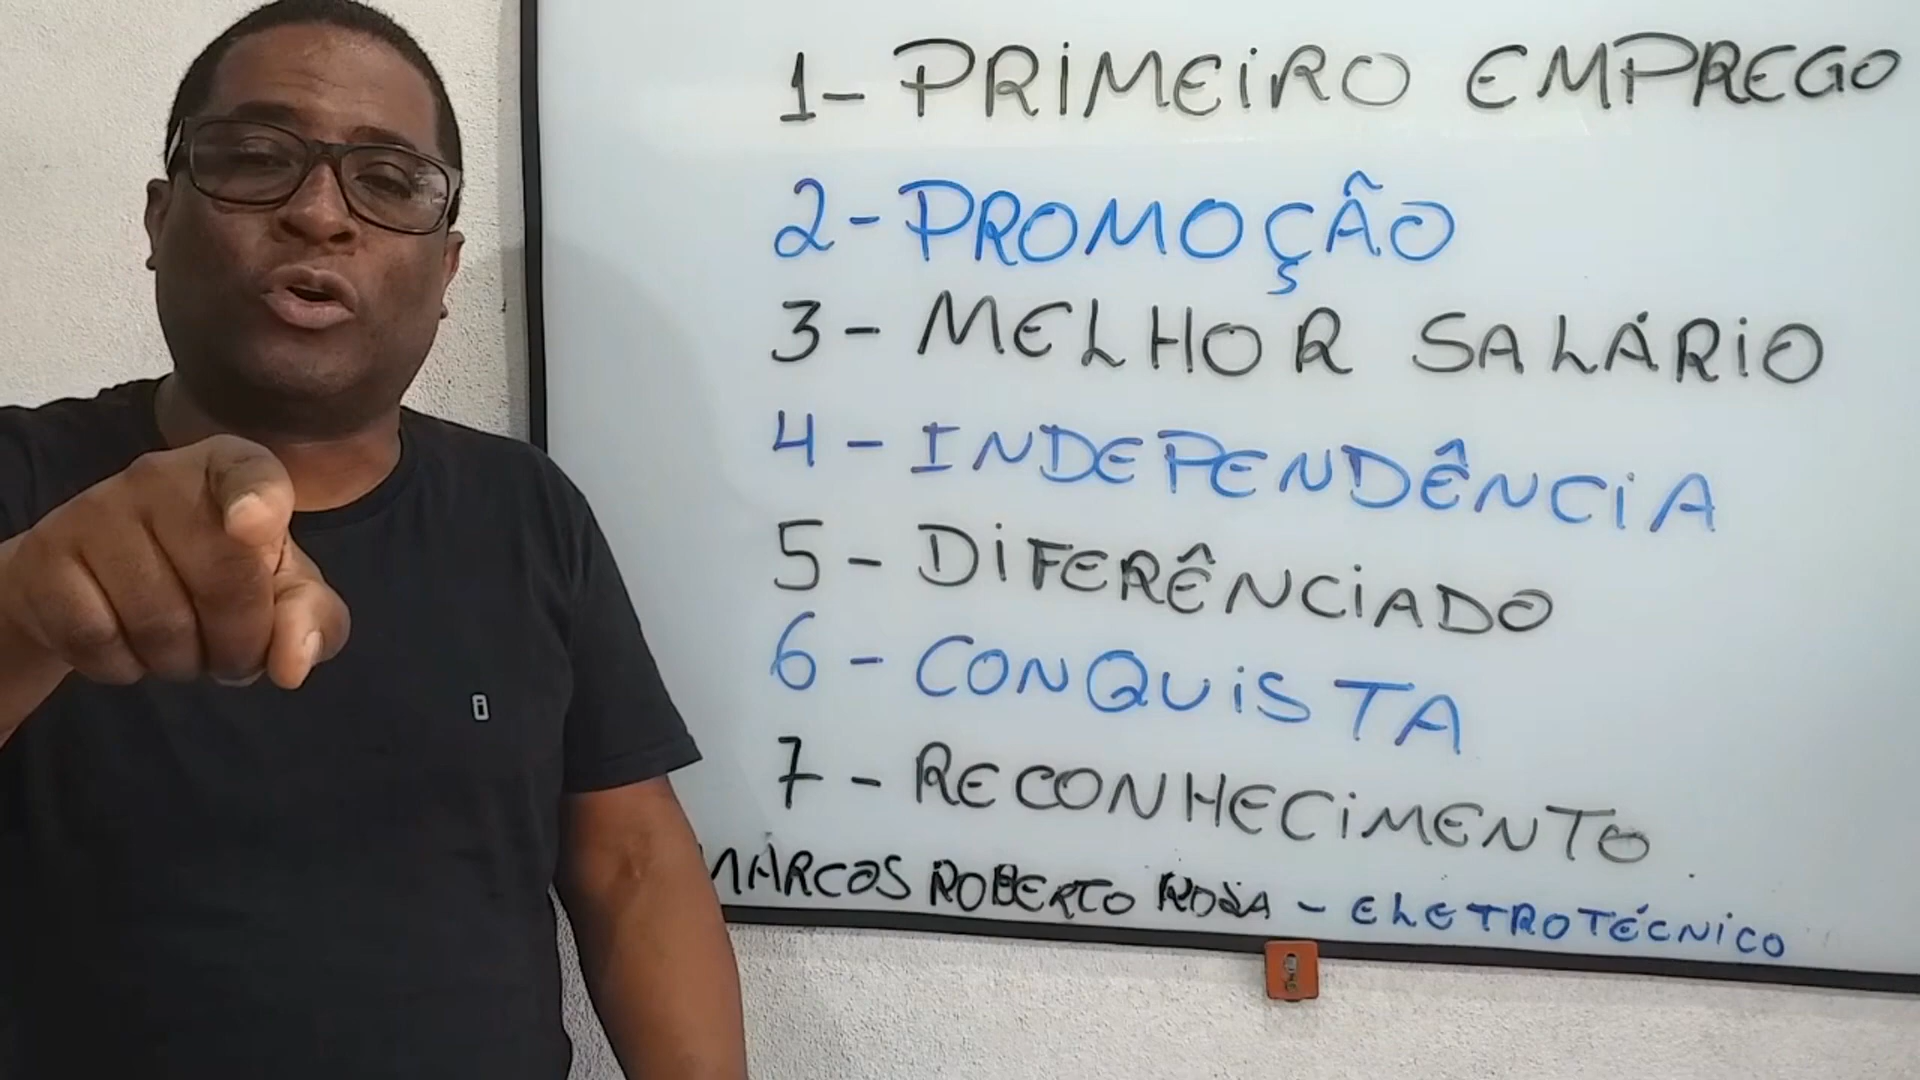 1- PRIMEIRO EMPREGO
2- PROMOÇÃO
3- MELHOR SALÁRIO
4- INDEPENDÊNCIA
5- DIFERÊNCIADO
6- CONQUISTA
7- RECONHECIMENTO
MARCOS ROBERTO ROSA - ELETROTÉCNICO